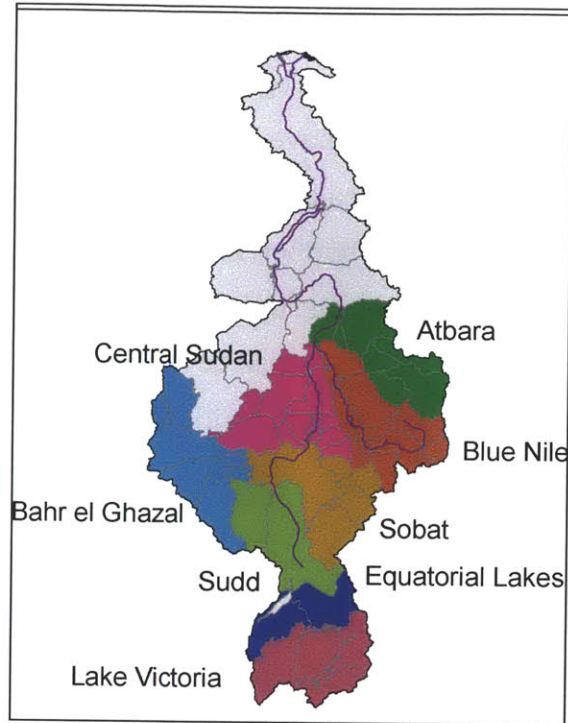 Atbara
Central Sudan
Blue Nile
Bahr el Ghazal
Sobat
Sudd
Equatorial Lakes
Lake Victoria